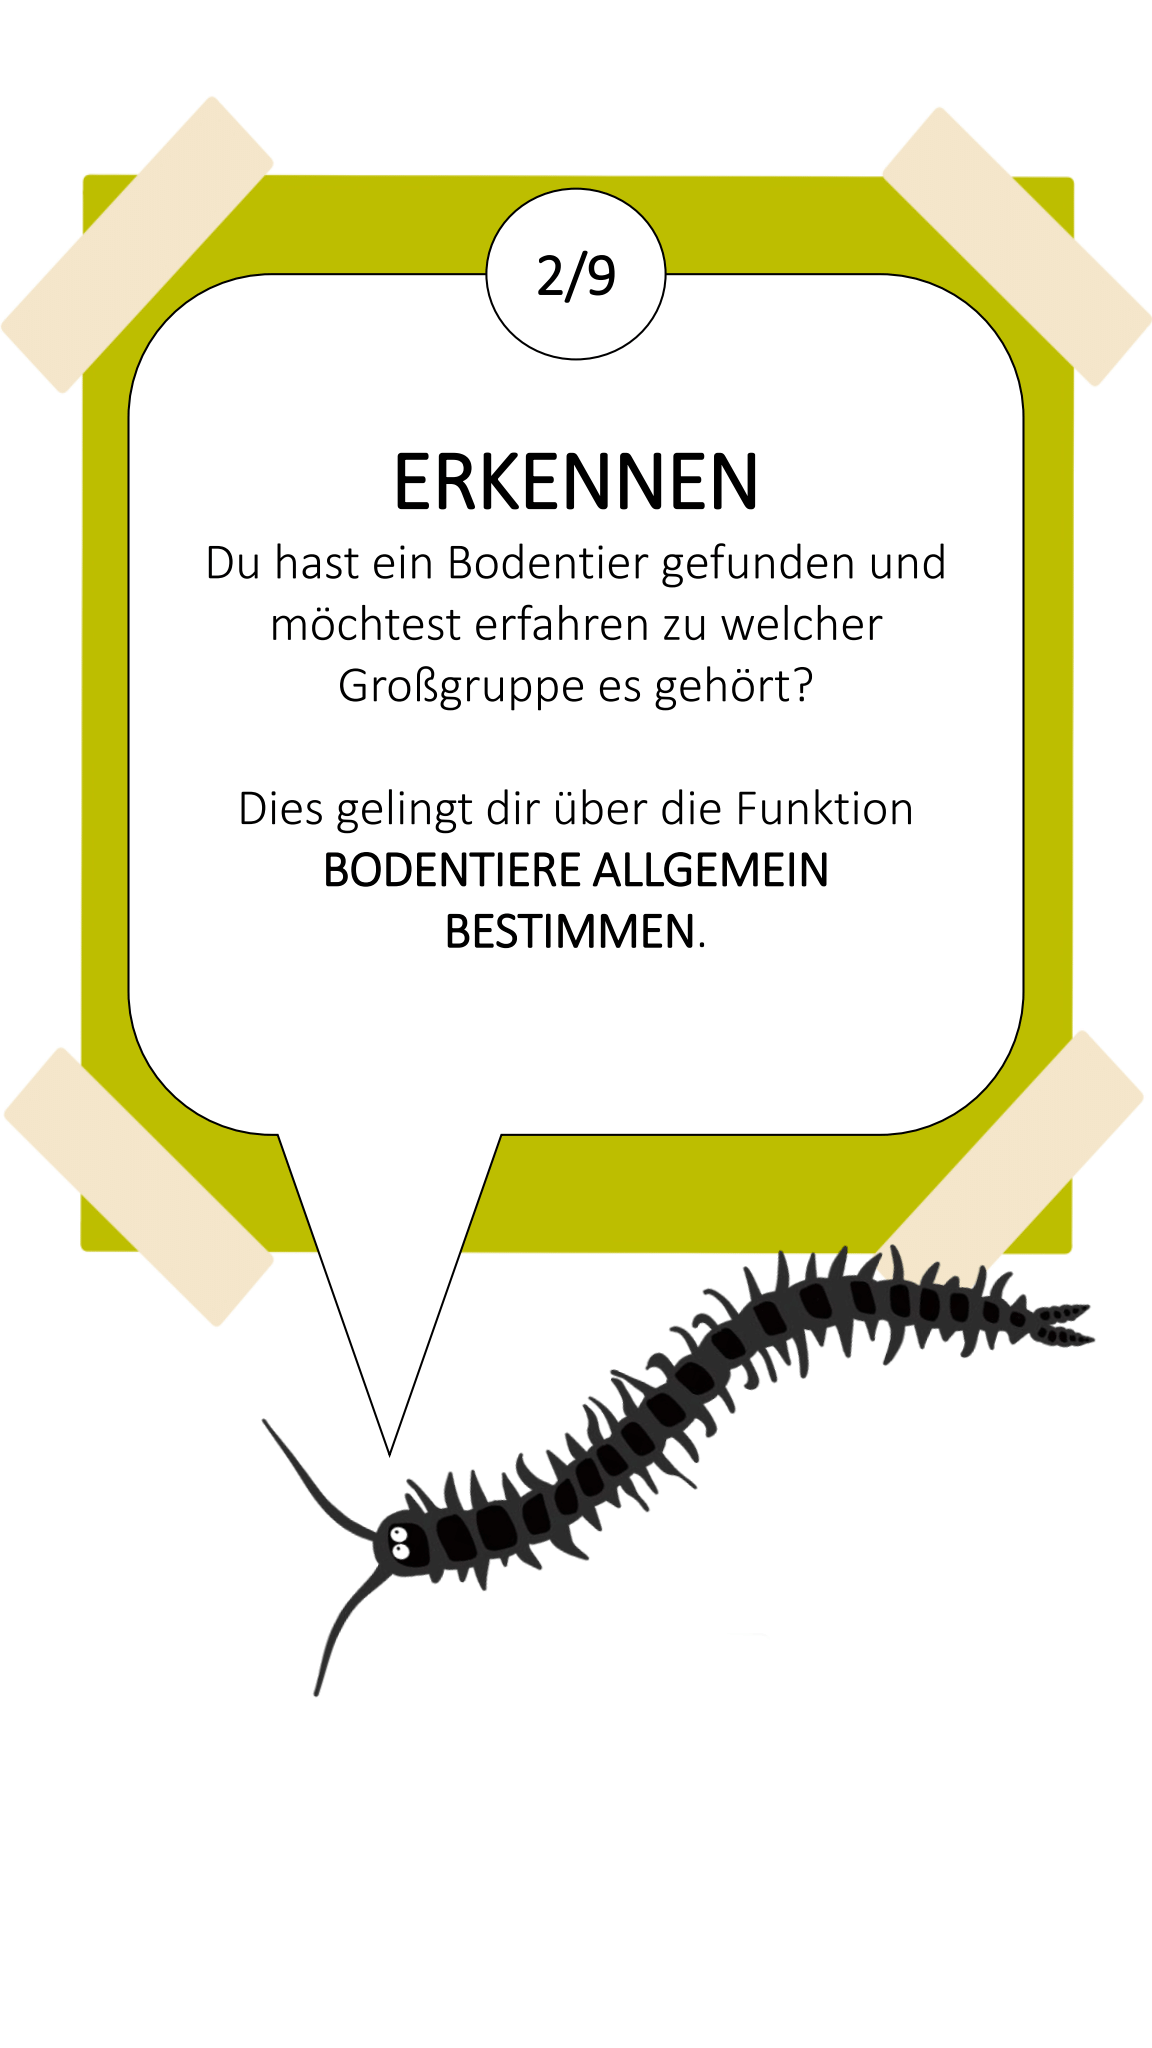 2/9
ERKENNEN
Du hast ein Bodentier gefunden und
möchtest erfahren zu welcher
Großgruppe es gehört?
Dies gelingt dir über die Funktion
BODENTIERE ALLGEMEIN
BESTIMMEN.